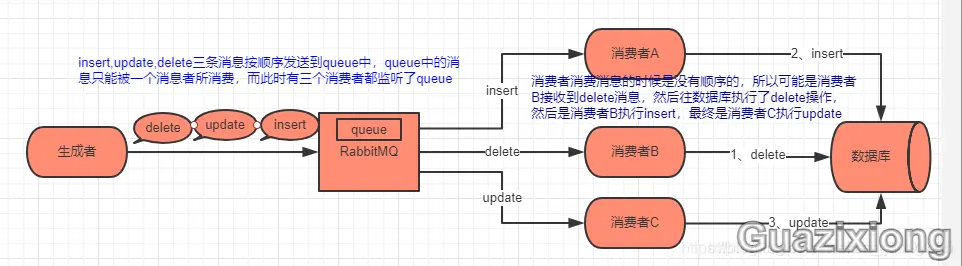 insert,update,delete三条消息按顺序发送到queue中，queue中的消
息只能被一个消息者所消费，而此时有三个消费者都监听了queue
消费者A
2、insert
insert
消费者消费消息的时候是没有顺序的，所以可能是消费者
B接收到delete消息，然后往数据库执行了delete操作，
然后是消费者B执行insert，最终是消费者C执行update
delete
update
insert
queue
RabbitMQ
生成者
delete
消费者B
1、delete
数据库
update
消费者C
3、update
Guazixiong